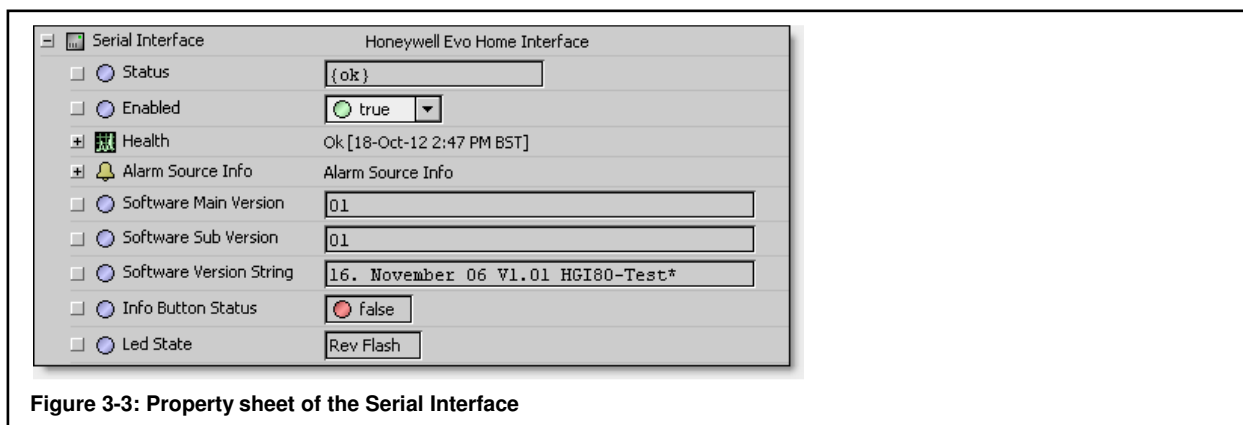 Serial Interface Honeywell Evo Home Interface
Status {ok}
Enabled true
Health Ok [18-Oct-12 2:47 PM BST]
Alarm Source Info Alarm Source Info
Software Main Version 01
Software Sub Version 01
Software Version String 16. November 06 V1.01 HGI80-Test*
Info Button Status false
Led State Rev Flash
Figure 3-3: Property sheet of the Serial Interface